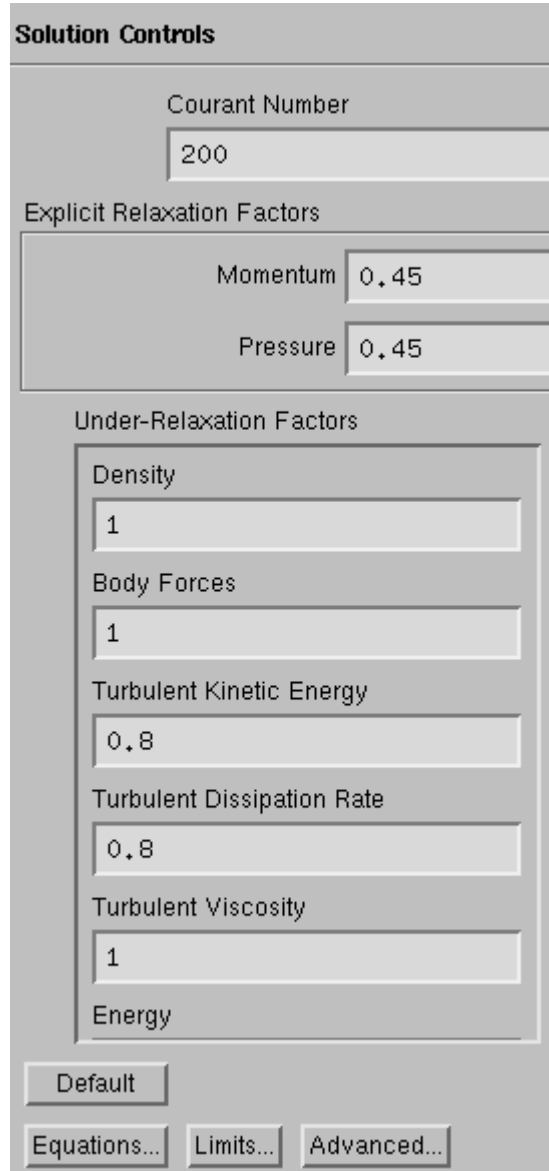 Solution Controls
Courant Number
200
Explicit Relaxation Factors
Momentum 0.45
Pressure 0.45
Under-Relaxation Factors
Density
1
Body Forces
1
Turbulent Kinetic Energy
0.8
Turbulent Dissipation Rate
0.8
Turbulent Viscosity
1
Energy
Default
Equations... Limits... Advanced...